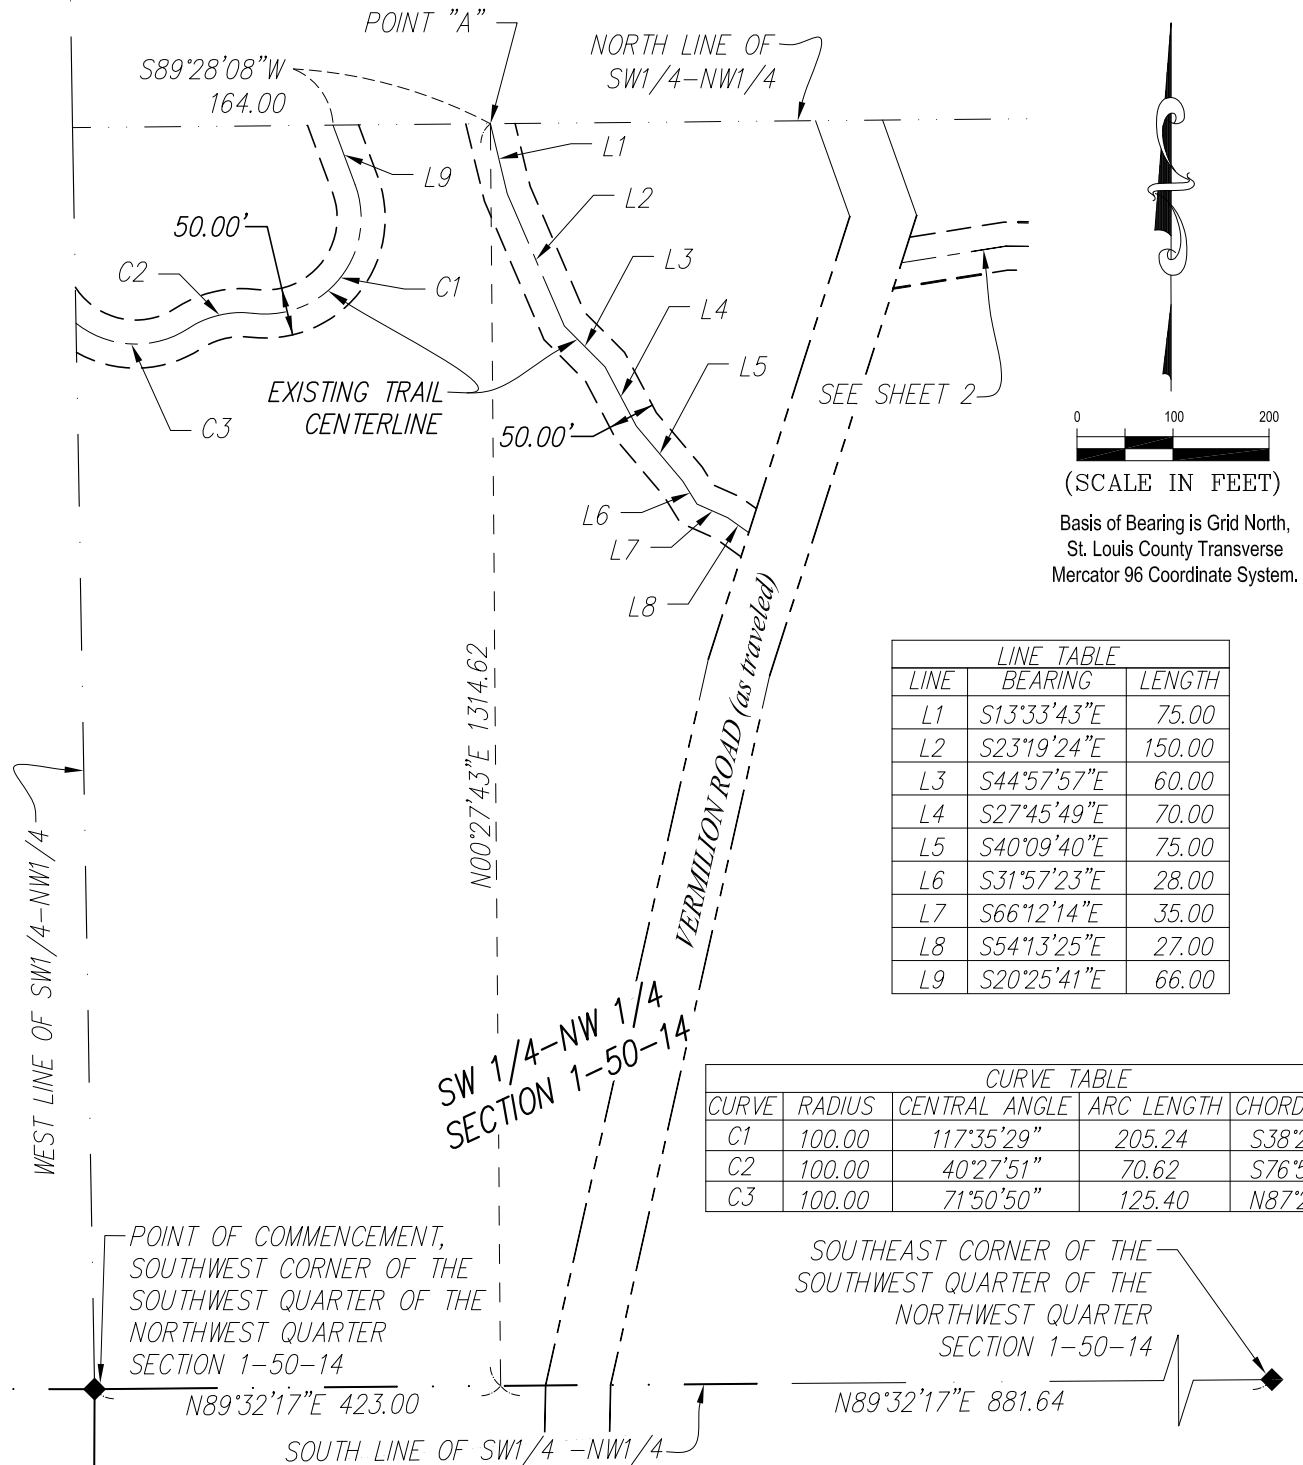 POINT "A"
NORTH LINE OF
SW1/4-NW1/4
S89°28'08"W
164.00
L1
L9
L2
50.00'
L3
C2
C1
L4
L5
EXISTING TRAIL
CENTERLINE
SEE SHEET 2
C3
50.00'
0 100 200
(SCALE IN FEET)
Basis of Bearing is Grid North,
St. Louis County Transverse
Mercator 96 Coordinate System.
L6
L7
L8
N00°27'43"E 1314.62
VERMILION ROAD (as traveled)
WEST LINE OF SW1/4-NW1/4
LINE TABLE
LINE BEARING LENGTH
L1 S13°33'43"E 75.00
L2 S23°19'24"E 150.00
L3 S44°57'57"E 60.00
L4 S27°45'49"E 70.00
L5 S40°09'40"E 75.00
L6 S31°57'23"E 28.00
L7 S66°12'14"E 35.00
L8 S54°13'25"E 27.00
L9 S20°25'41"E 66.00
SW 1/4-NW 1/4
SECTION 1-50-14
CURVE TABLE
CURVE RADIUS CENTRAL ANGLE ARC LENGTH CHORD
C1 100.00 117°35'29" 205.24 S38°2
C2 100.00 40°27'51" 70.62 S76°5
C3 100.00 71°50'50" 125.40 N87°2
POINT OF COMMENCEMENT,
SOUTHWEST CORNER OF THE
SOUTHWEST QUARTER OF THE
NORTHWEST QUARTER
SECTION 1-50-14
SOUTHEAST CORNER OF THE
SOUTHWEST QUARTER OF THE
NORTHWEST QUARTER
SECTION 1-50-14
N89°32'17"E 423.00
N89°32'17"E 881.64
SOUTH LINE OF SW1/4 -NW1/4